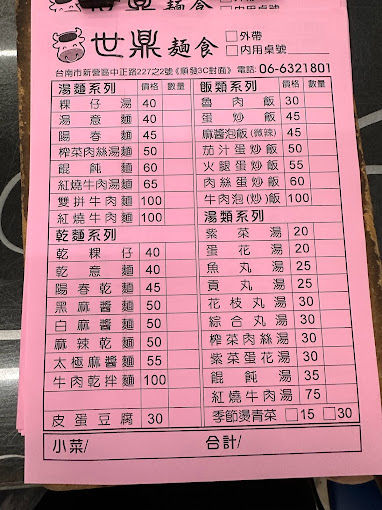 世鼎麵食
□外帶
□內用桌號
台南市新營區中正路227之2號《順發3C對面》 電話:06-6321801
湯麵系列 價格 數量
粿仔湯 40
湯意麵 40
陽春麵 45
榨菜肉絲湯麵 50
餛飩麵 60
紅燒牛肉湯麵 65
雙拼牛肉麵 100
紅燒牛肉麵 100
乾麵系列
乾粿仔 40
乾意麵 40
陽春乾麵 45
黑麻醬麵 50
白麻醬麵 50
麻辣乾麵 50
太極麻醬麵 55
牛肉乾拌麵 100
皮蛋豆腐 30
飯類系列 價格 數量
魯肉飯 30
蛋炒飯 45
麻醬泡飯(微辣) 45
茄汁蛋炒飯 50
火腿蛋炒飯 55
肉絲蛋炒飯 60
牛肉泡(炒)飯 100
湯類系列
紫菜湯 20
蛋花湯 20
魚丸湯 25
貢丸湯 25
花枝丸湯 30
綜合丸湯 30
榨菜肉絲湯 30
紫菜蛋花湯 30
餛飩湯 35
紅燒牛肉湯 75
季節燙青菜 □15 □30
小菜/ 合計/